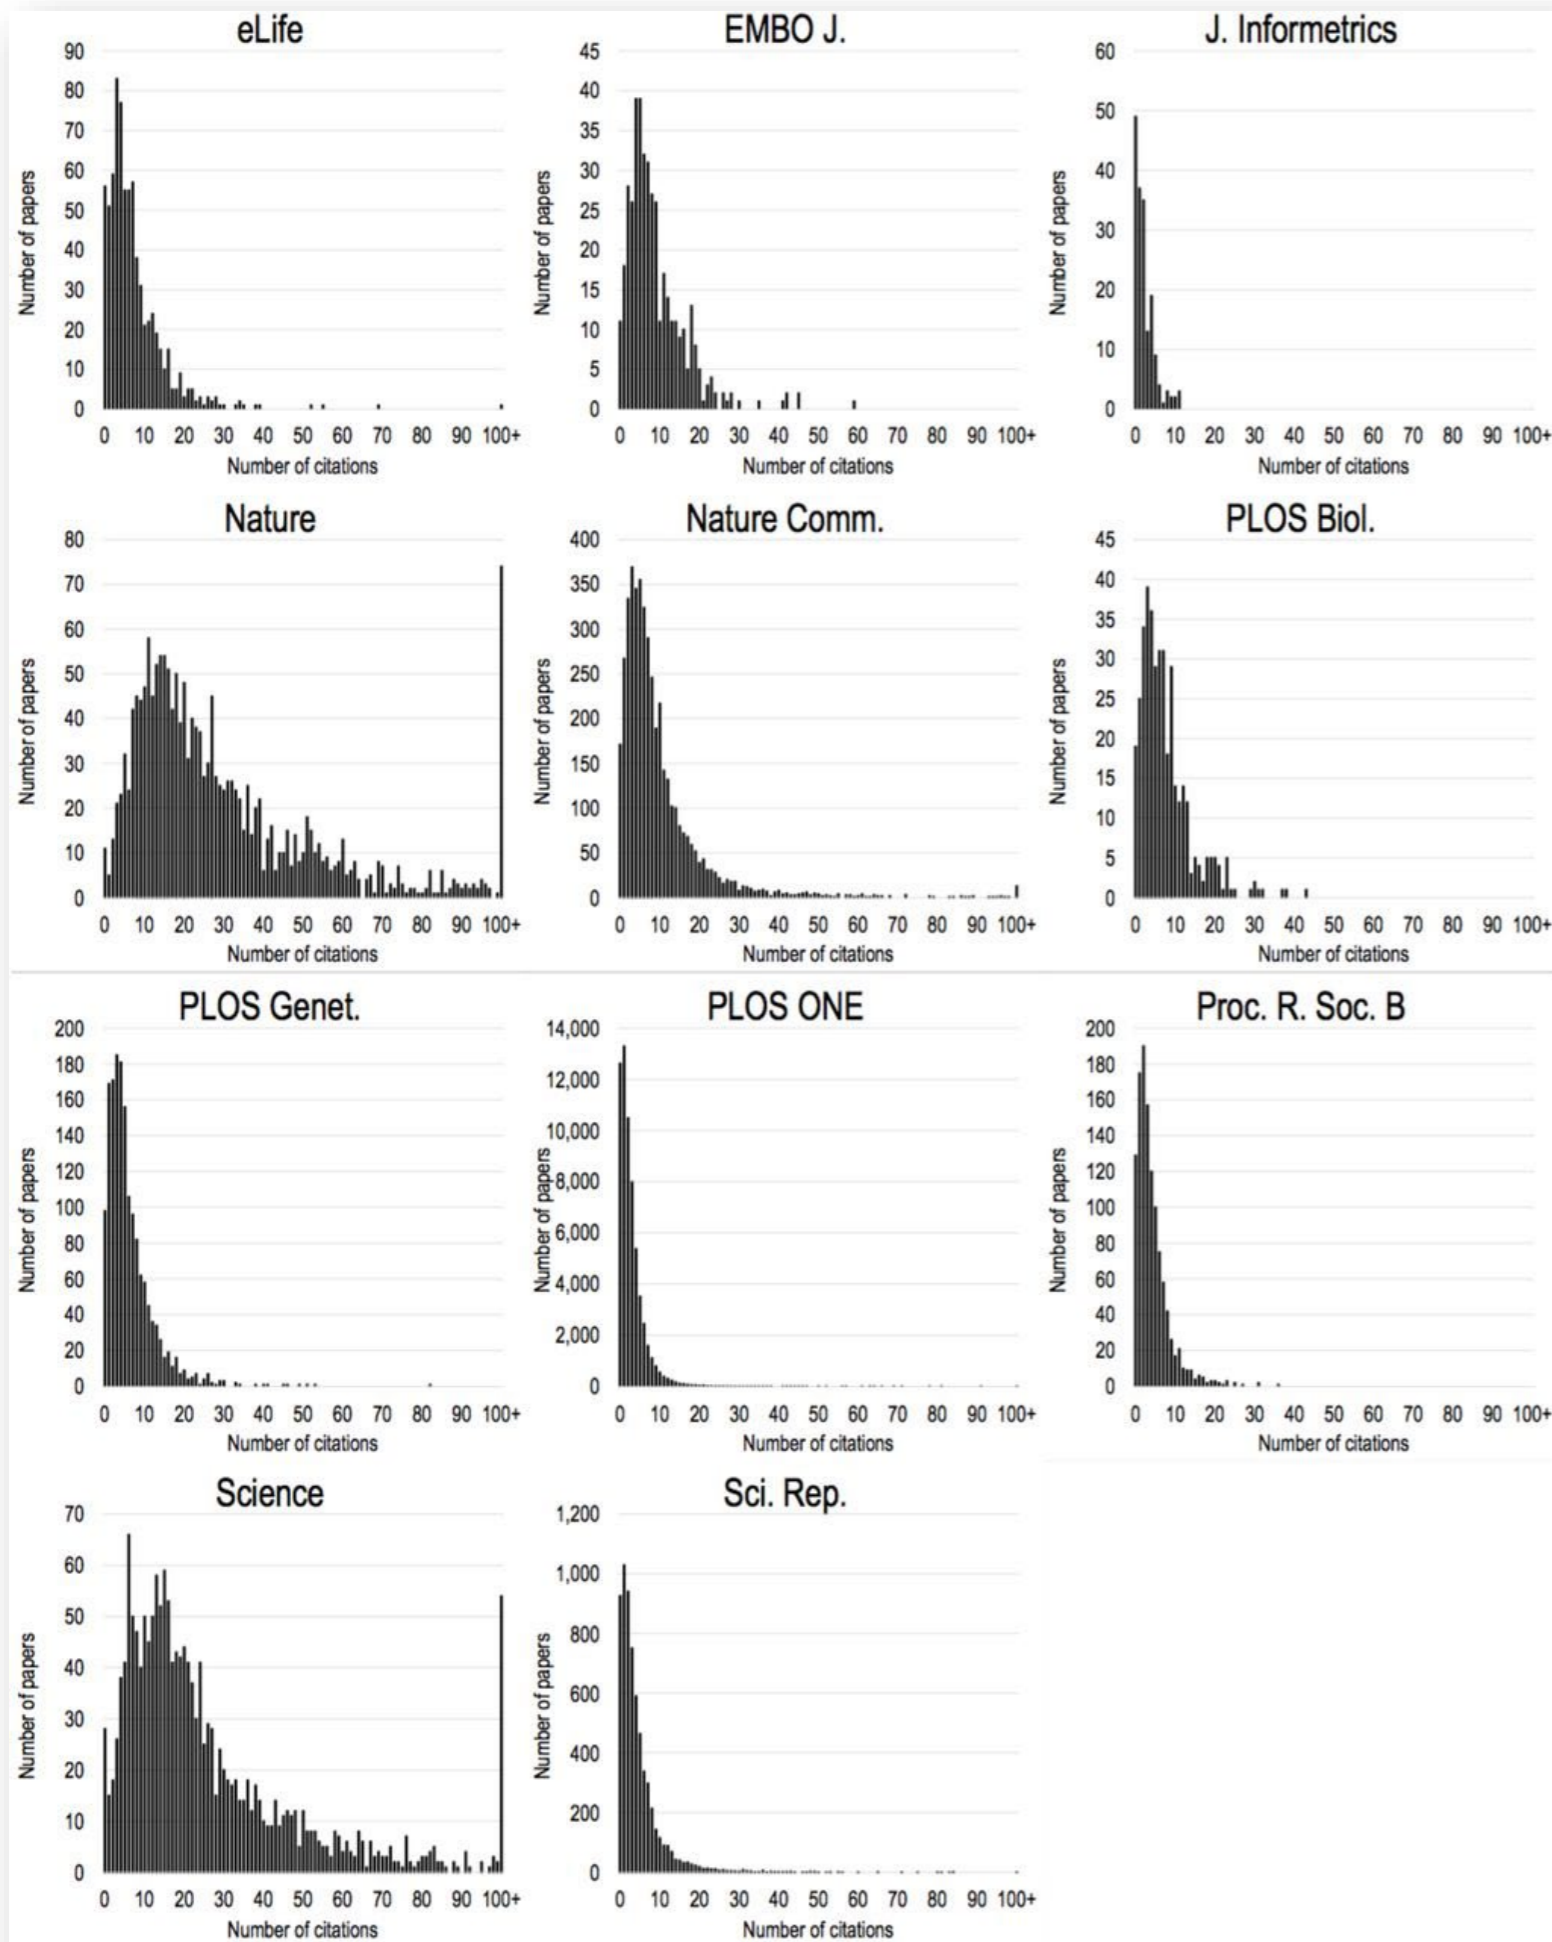 eLife
90
80
70
60
50
40
30
20
10
0
Number of papers
0 10 20 30 40 50 60 70 80 90 100+
Number of citations
EMBO J.
45
40
35
30
25
20
15
10
5
0
Number of papers
0 10 20 30 40 50 60 70 80 90 100+
Number of citations
J. Informetrics
60
50
40
30
20
10
0
Number of papers
0 10 20 30 40 50 60 70 80 90 100+
Number of citations
Nature
80
70
60
50
40
30
20
10
0
Number of papers
0 10 20 30 40 50 60 70 80 90 100+
Number of citations
Nature Comm.
400
350
300
250
200
150
100
50
0
Number of papers
0 10 20 30 40 50 60 70 80 90 100+
Number of citations
PLOS Biol.
45
40
35
30
25
20
15
10
5
0
Number of papers
0 10 20 30 40 50 60 70 80 90 100+
Number of citations
PLOS Genet.
200
180
160
140
120
100
80
60
40
20
0
Number of papers
0 10 20 30 40 50 60 70 80 90 100+
Number of citations
PLOS ONE
14,000
12,000
10,000
8,000
6,000
4,000
2,000
0
Number of papers
0 10 20 30 40 50 60 70 80 90 100+
Number of citations
Proc. R. Soc. B
200
180
160
140
120
100
80
60
40
20
0
Number of papers
0 10 20 30 40 50 60 70 80 90 100+
Number of citations
Science
70
60
50
40
30
20
10
0
Number of papers
0 10 20 30 40 50 60 70 80 90 100+
Number of citations
Sci. Rep.
1,200
1,000
800
600
400
200
0
Number of papers
0 10 20 30 40 50 60 70 80 90 100+
Number of citations